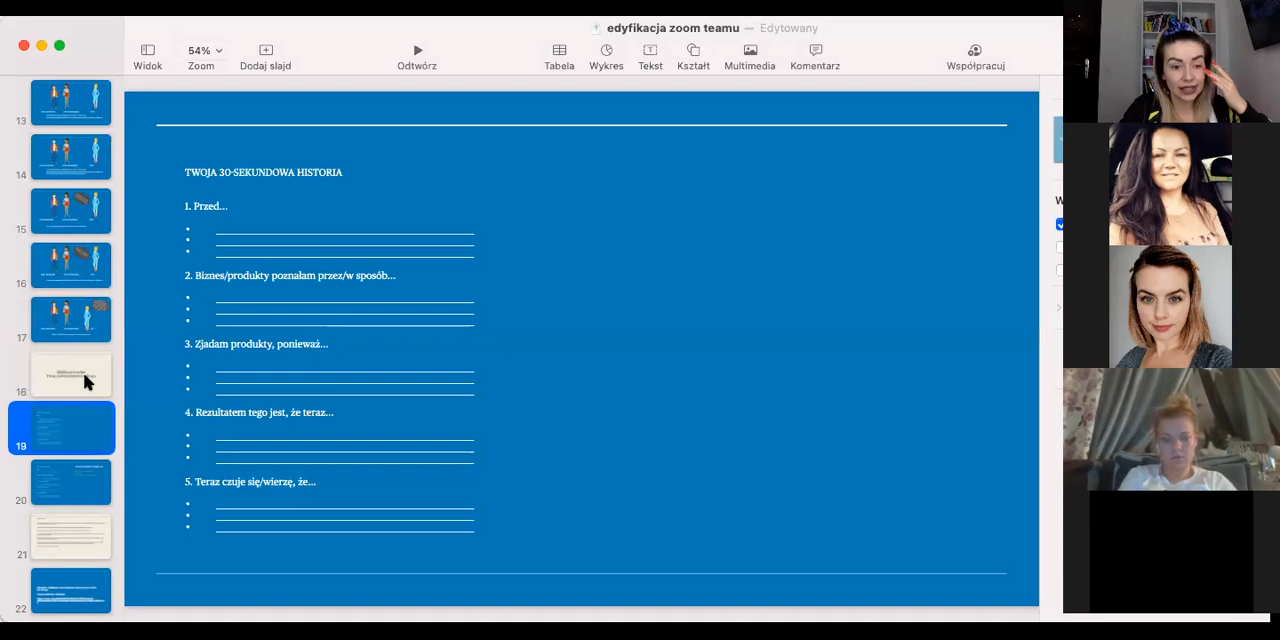 edyfikacja zoom teamu — Edytowany
54%
Widok
Zoom
Dodaj slajd
Odtwórz
Tabela
Wykres
Tekst
Kształt
Multimedia
Komentarz
Współpracuj
13
14
15
16
17
18
19
20
21
22
TWOJA 30-SEKUNDOWA HISTORIA
1. Przed...
2. Biznes/produkty poznałam przez/w sposób...
3. Zjadam produkty, ponieważ...
4. Rezultatem tego jest, że teraz...
5. Teraz czuje się/wierzę, że...
W